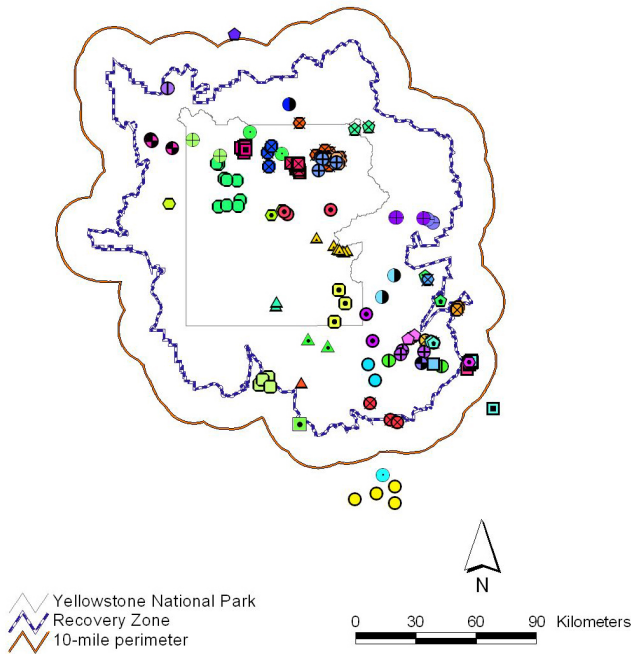 N
Yellowstone National Park
Recovery Zone
10-mile perimeter
0 30 60 90 Kilometers